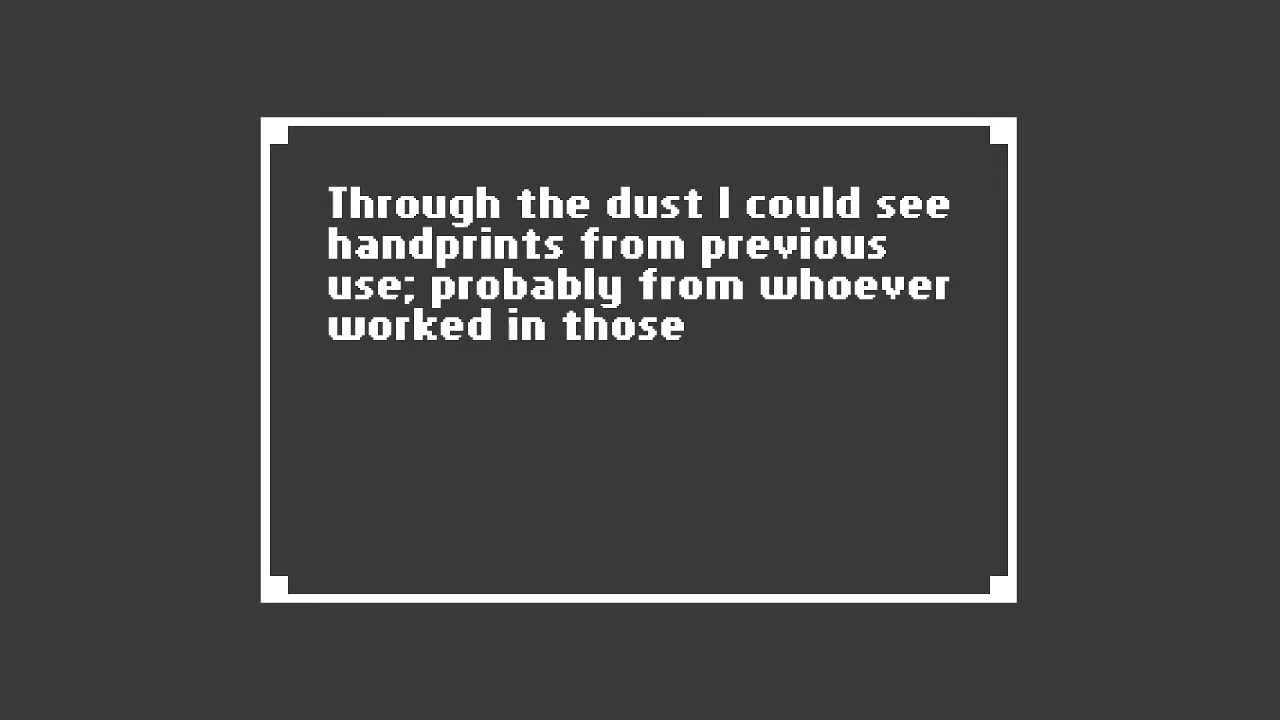 Through the dust I could see
handprints from previous
use; probably from whoever
worked in those